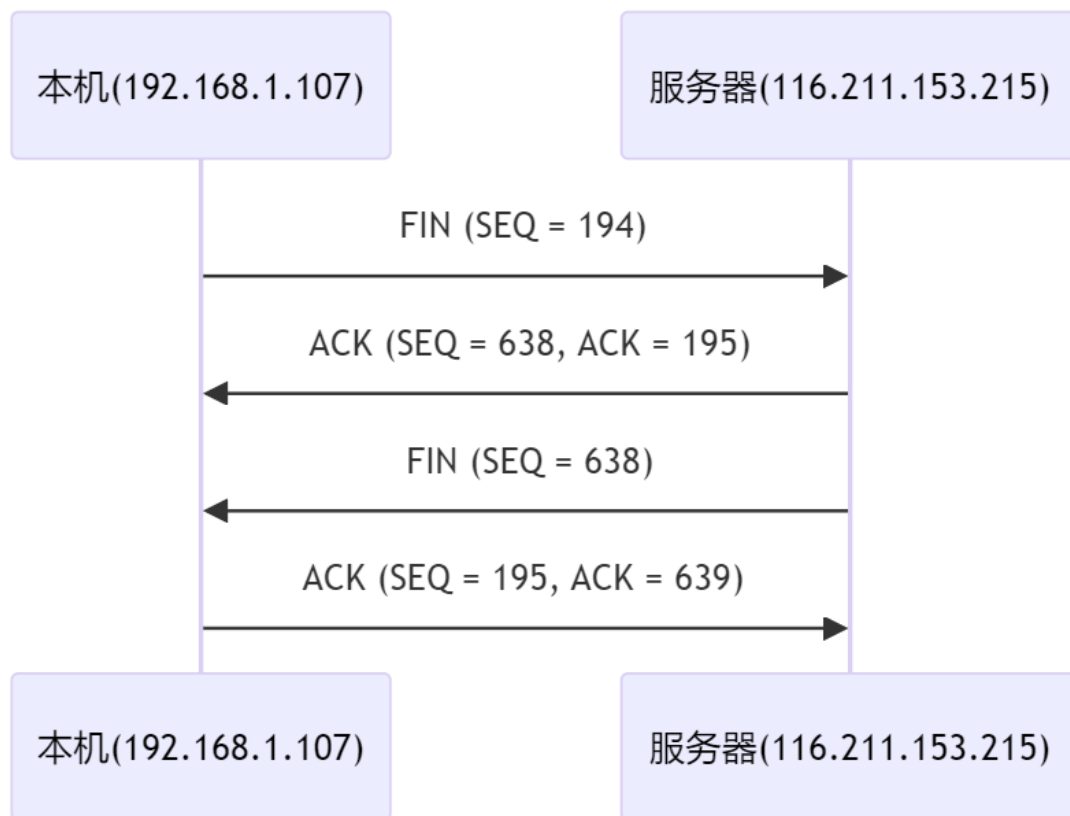 本机(192.168.1.107)
服务器(116.211.153.215)
FIN (SEQ = 194)
ACK (SEQ = 638, ACK = 195)
FIN (SEQ = 638)
ACK (SEQ = 195, ACK = 639)
本机(192.168.1.107)
服务器(116.211.153.215)